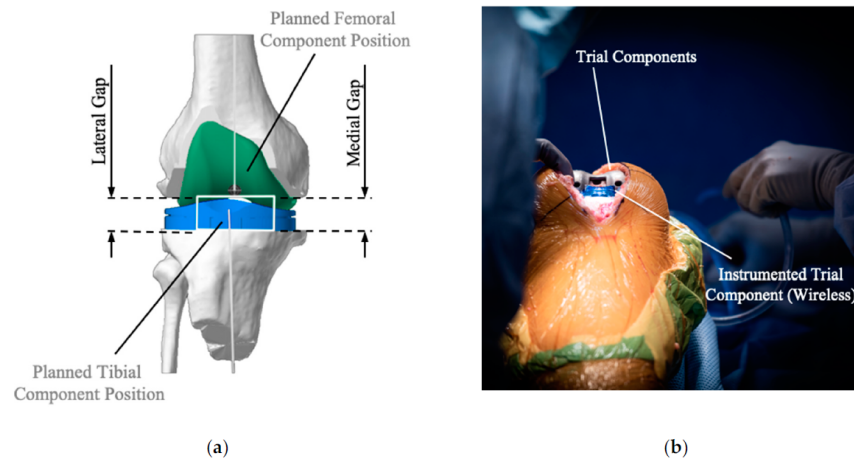 Planned Femoral
Component Position
Lateral Gap
Medial Gap
Planned Tibial
Component Position
(a)
Trial Components
Instrumented Trial
Component (Wireless)
(b)